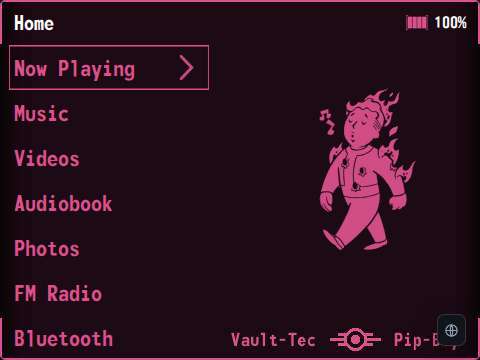 Home
100%
Now Playing
Music
Videos
Audiobook
Photos
FM Radio
Bluetooth
Vault-Tec